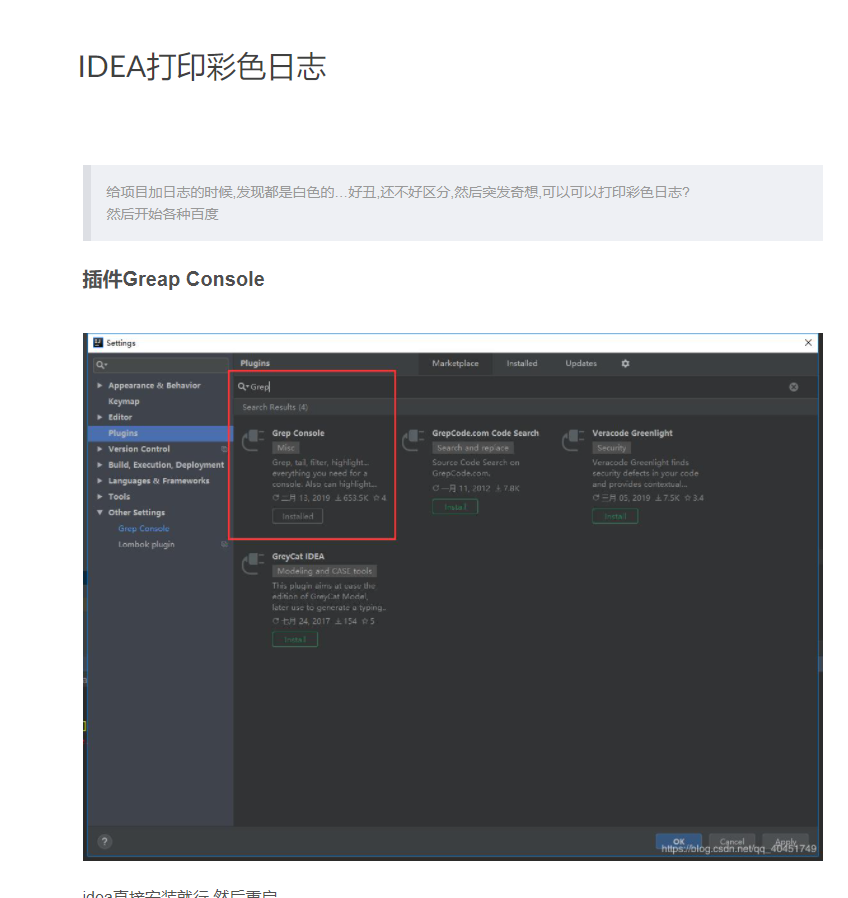 IDEA打印彩色日志
给项目加日志的时候,发现都是白色的…好丑,还不好区分,然后突发奇想,可以可以打印彩色日志?
然后开始各种百度
插件Greap Console
Settings
Plugins
Marketplace
Installed
Updates
Grep
Search Results (4)
Appearance & Behavior
Keymap
Editor
Plugins
Version Control
Build, Execution, Deployment
Languages & Frameworks
Tools
Other Settings
Grep Console
Lombok plugin
Grep Console
Misc
Grep, tail, filter, highlight...
everything you need for a
console. Also can highlight...
二月 13, 2019 653.5K 4
Installed
GrepCode.com Code Search
Search and replace
Source Code Search on
GrepCode.com.
一月 11, 2012 7.8K
Install
Veracode Greenlight
Security
Veracode Greenlight finds
security defects in your code
and provides contextual...
三月 05, 2019 7.5K 3.4
Install
GreyCat IDEA
Modeling and CASE tools
This plugin aims at ease the
edition of GreyCat Model,
later use to generate a typing...
七月 24, 2017 154 5
Install
?
OK
Cancel
Apply
https://blog.csdn.net/qq_40451749
idea直接安装就行,然后重启